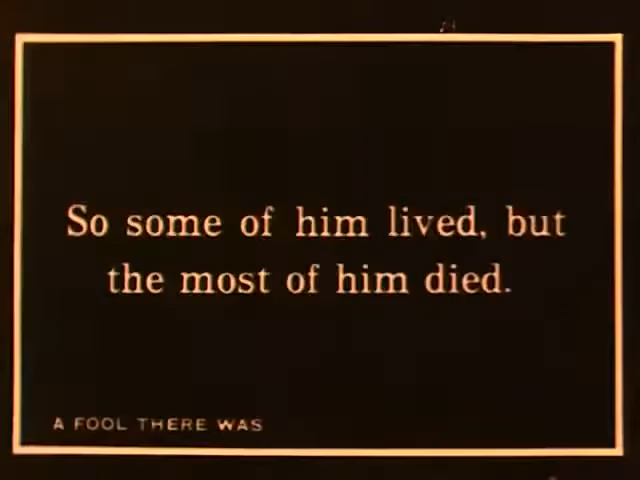 So some of him lived, but
the most of him died.
A FOOL THERE WAS